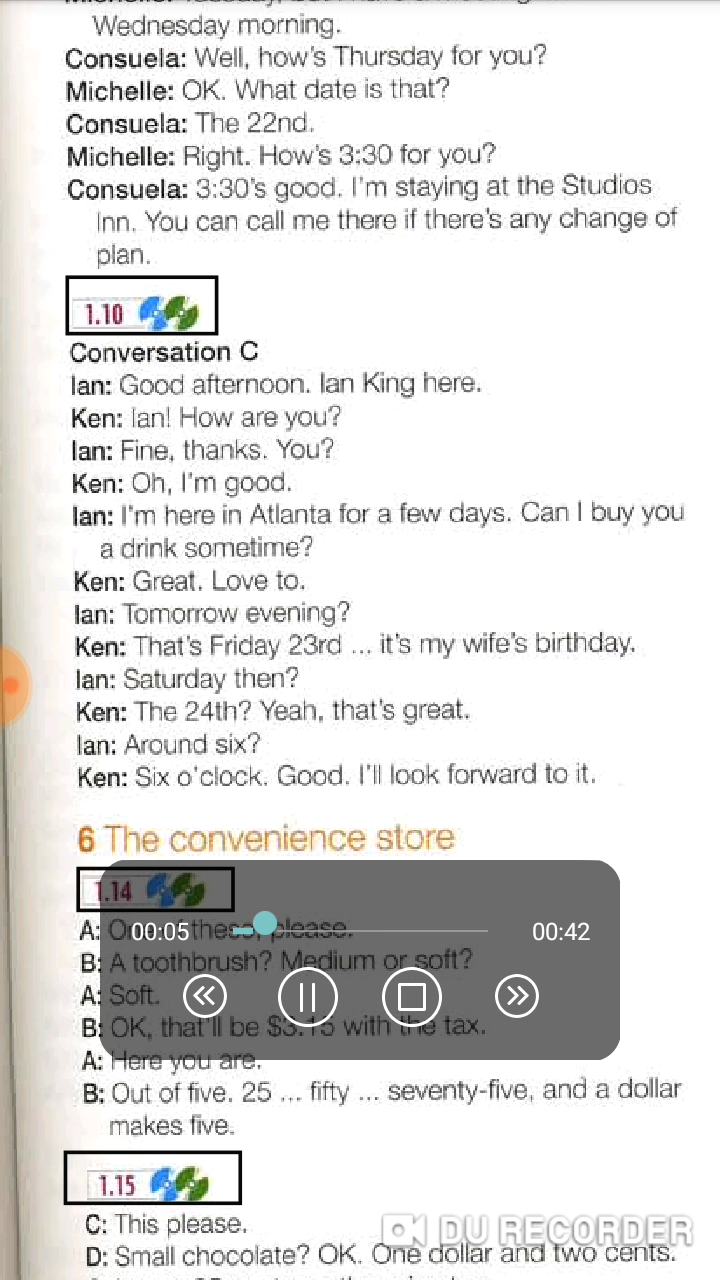 Wednesday morning.
Consuela: Well, how's Thursday for you?
Michelle: OK. What date is that?
Consuela: The 22nd.
Michelle: Right. How's 3:30 for you?
Consuela: 3:30's good. I'm staying at the Studios
Inn. You can call me there if there's any change of
plan.
1.10
Conversation C
Ian: Good afternoon. Ian King here.
Ken: Ian! How are you?
Ian: Fine, thanks. You?
Ken: Oh, I'm good.
Ian: I'm here in Atlanta for a few days. Can I buy you
a drink sometime?
Ken: Great. Love to.
Ian: Tomorrow evening?
Ken: That's Friday 23rd ... it's my wife's birthday.
Ian: Saturday then?
Ken: The 24th? Yeah, that's great.
Ian: Around six?
Ken: Six o'clock. Good. I'll look forward to it.
6 The convenience store
1.14
A: One of these, please.
00:05
00:42
B: A toothbrush? Medium or soft?
A: Soft.
B: OK, that'll be $3.15 with the tax.
A: Here you are.
B: Out of five. 25 ... fifty ... seventy-five, and a dollar
makes five.
1.15
C: This please.
DU RECORDER
D: Small chocolate? OK. One dollar and two cents.